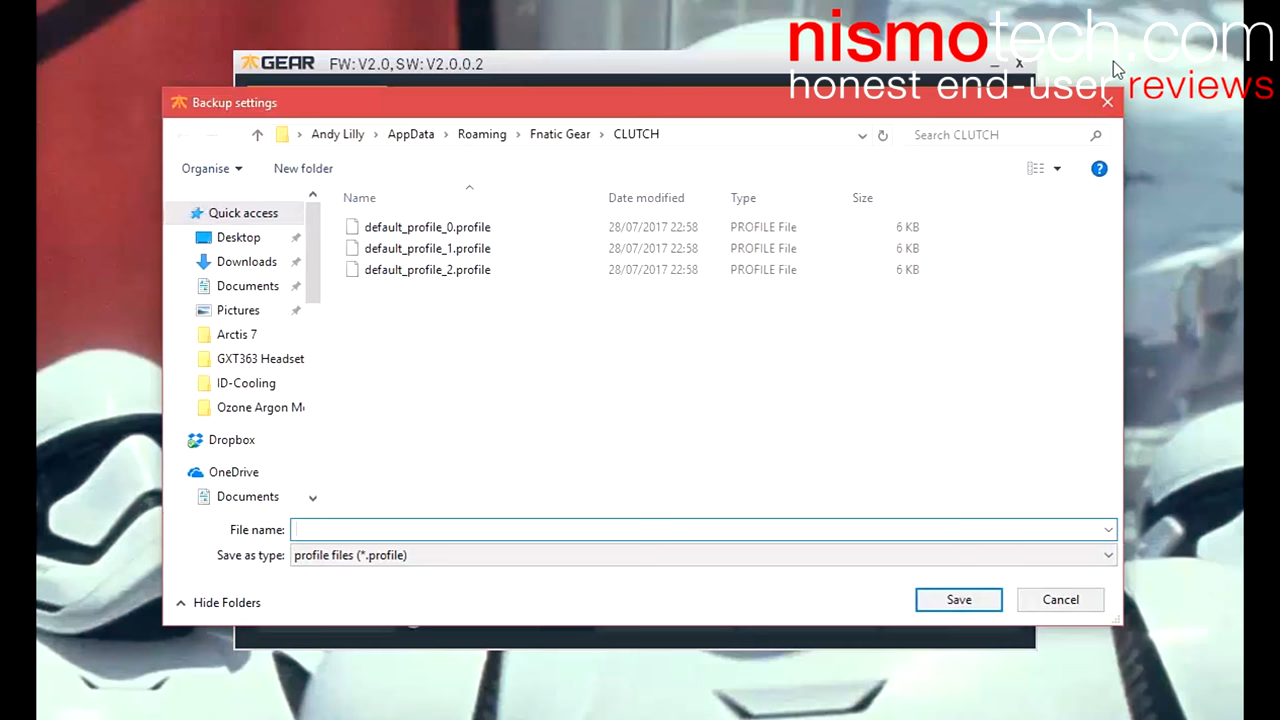 nismotech.com
honest end-user reviews
GEAR FW: V2.0, SW: V2.0.0.2
Backup settings
Andy Lilly > AppData > Roaming > Fnatic Gear > CLUTCH
Search CLUTCH
Organise
New folder
Name Date modified Type Size
Quick access
Desktop
Downloads
Documents
Pictures
Arctis 7
GXT363 Headset
ID-Cooling
Ozone Argon M
Dropbox
OneDrive
Documents
default_profile_0.profile 28/07/2017 22:58 PROFILE File 6 KB
default_profile_1.profile 28/07/2017 22:58 PROFILE File 6 KB
default_profile_2.profile 28/07/2017 22:58 PROFILE File 6 KB
File name:
Save as type: profile files (*.profile)
Hide Folders
Save
Cancel